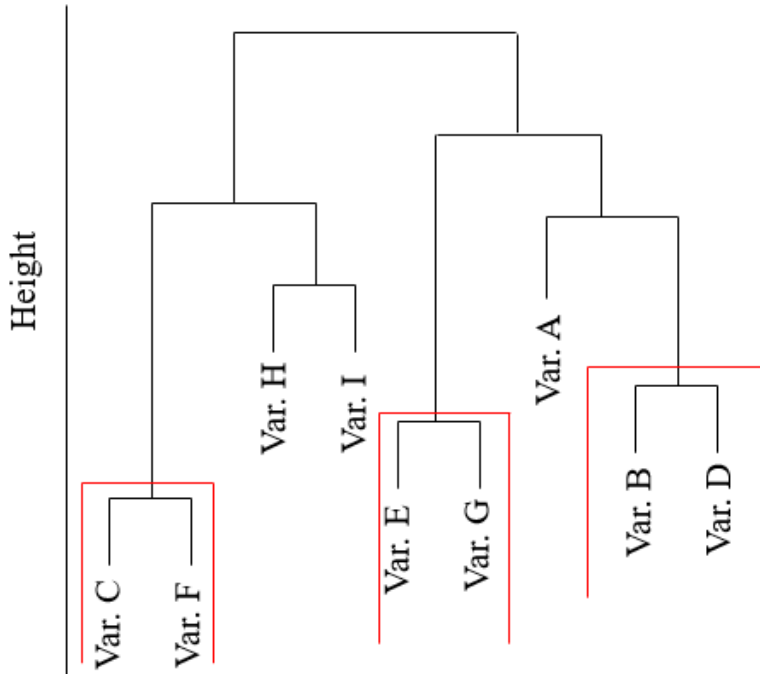 Height
Var. C
Var. F
Var. H
Var. I
Var. E
Var. G
Var. A
Var. B
Var. D